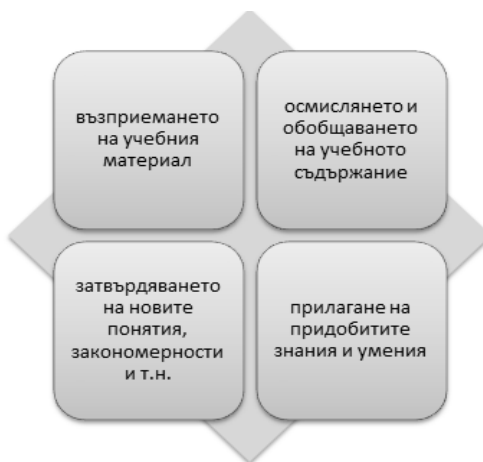 възприемането
на учебния
материал
осмислянето и
обобщаването
на учебното
съдържание
затвърдяването
на новите
понятия,
закономерности
и т.н.
прилагане на
придобитите
знания и умения